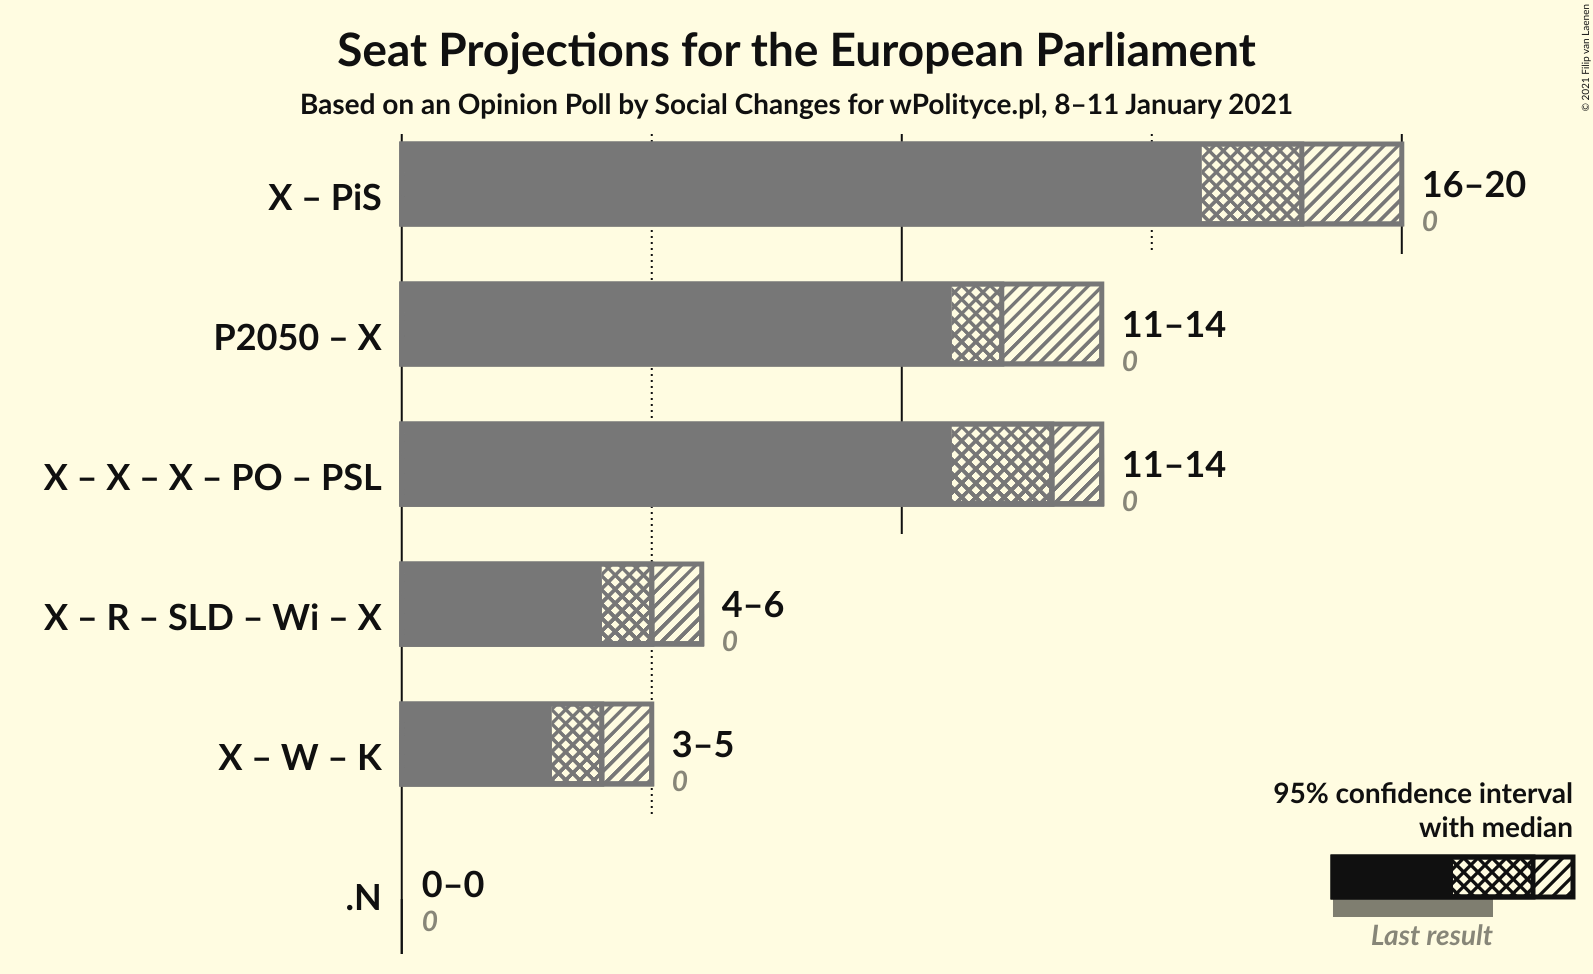 Seat Projections for the European Parliament
Based on an Opinion Poll by Social Changes for wPolityce.pl, 8–11 January 2021
© 2021 Filip van Laenen
X – PiS
16–20
0
P2050 – X
11–14
0
X – X – X – PO – PSL
11–14
0
X – R – SLD – Wi – X
4–6
0
X – W – K
3–5
0
.N
0–0
0
95% confidence interval
with median
Last result